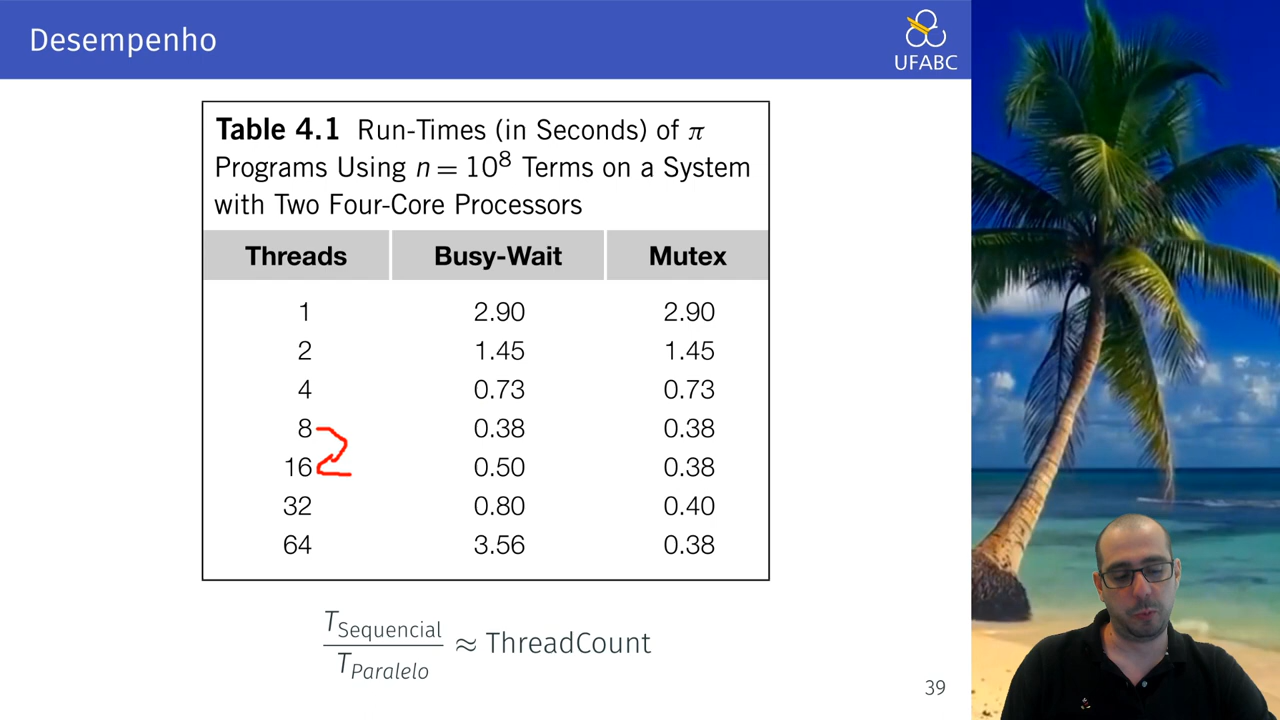 Desempenho
UFABC
Table 4.1 Run-Times (in Seconds) of π
Programs Using n = 10⁸ Terms on a System
with Two Four-Core Processors
Threads Busy-Wait Mutex
1 2.90 2.90
2 1.45 1.45
4 0.73 0.73
8 0.38 0.38
16 0.50 0.38
32 0.80 0.40
64 3.56 0.38
T_Sequencial / T_Paralelo ≈ ThreadCount
39